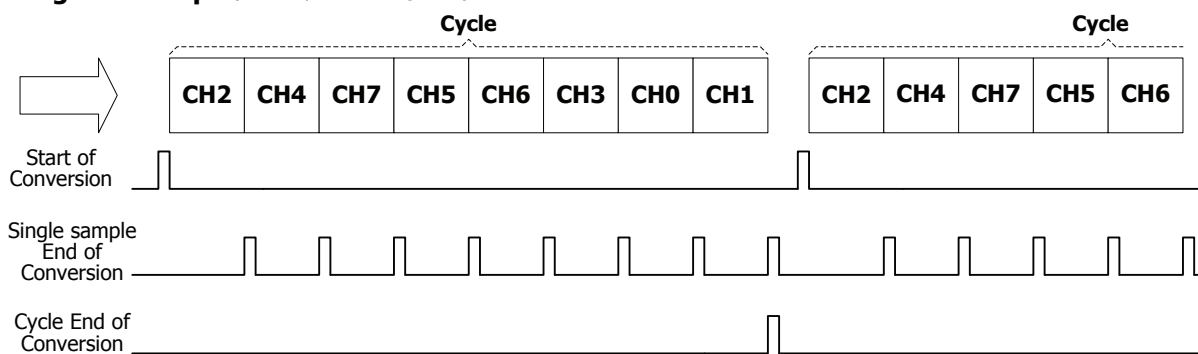 Cycle Cycle
CH2 CH4 CH7 CH5 CH6 CH3 CH0 CH1 CH2 CH4 CH7 CH5 CH6
Start of
Conversion
Single sample
End of
Conversion
Cycle End of
Conversion